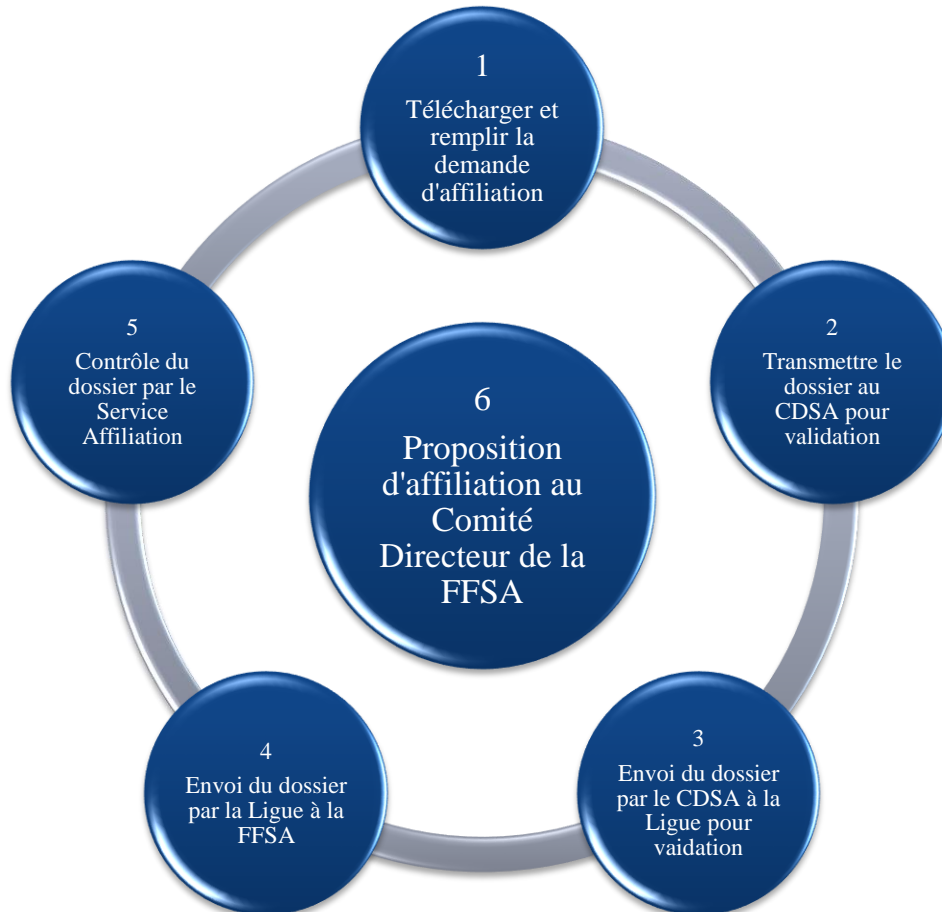 1
Télécharger et
remplir la
demande
d'affiliation
2
Transmettre le
dossier au
CDSA pour
validation
3
Envoi du dossier
par le CDSA à la
Ligue pour
vaidation
4
Envoi du dossier
par la Ligue à la
FFSA
5
Contrôle du
dossier par le
Service
Affiliation
6
Proposition
d'affiliation au
Comité
Directeur de la
FFSA